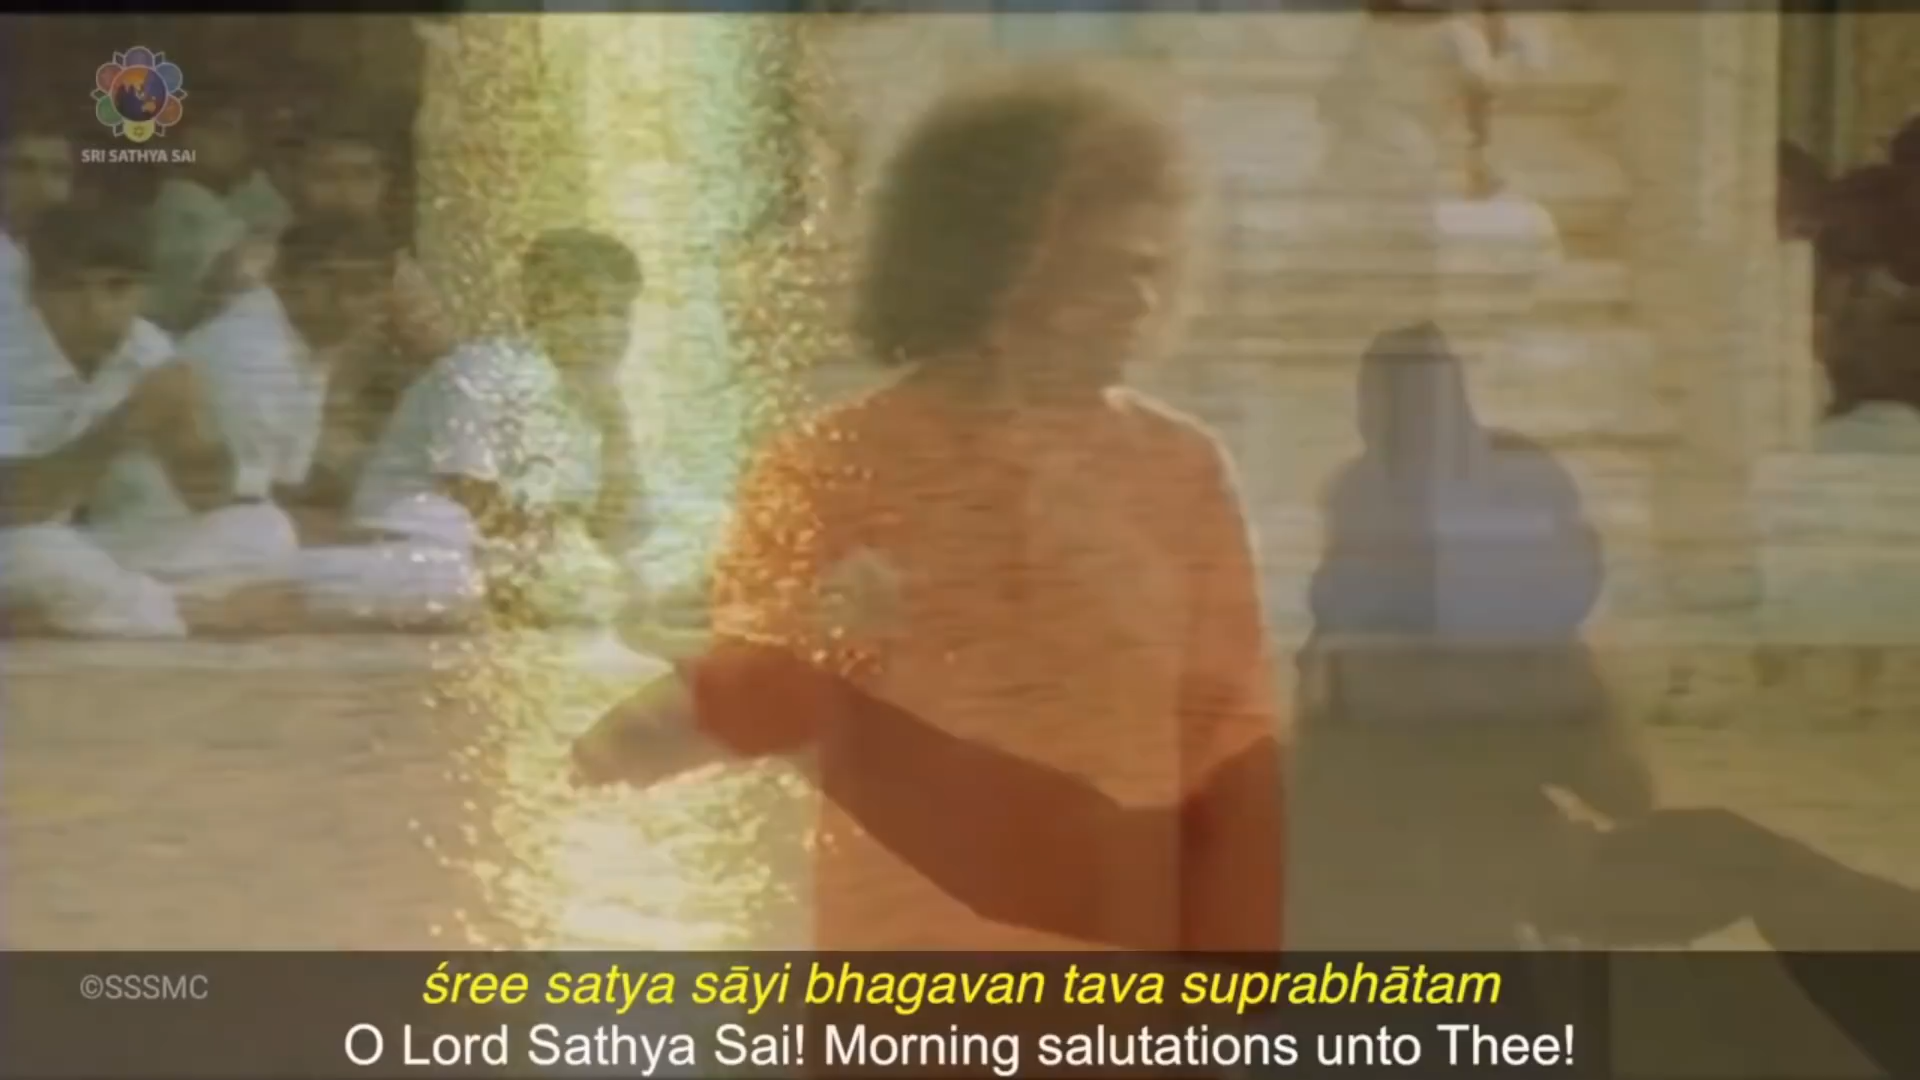 SRI SATHYA SAI
©SSSMC
śree satya sāyi bhagavan tava suprabhātam
O Lord Sathya Sai! Morning salutations unto Thee!